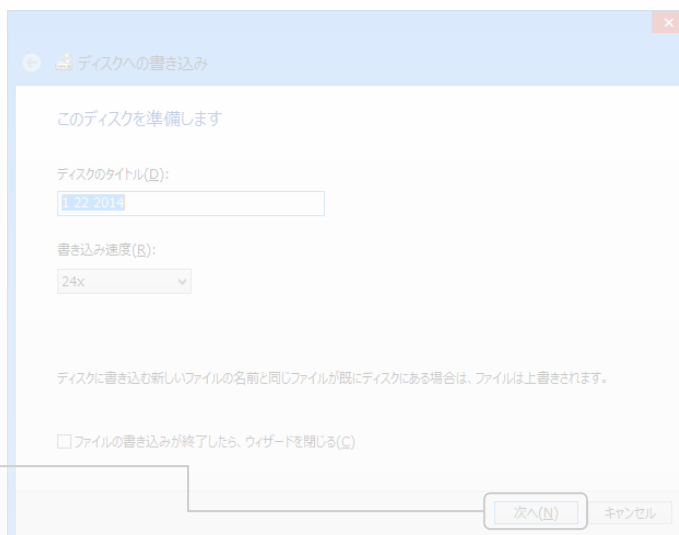 ディスクへの書き込み
このディスクを準備します
ディスクのタイトル(D):
1 22 2014
書き込み速度(R):
24x
ディスクに書き込む新しいファイルの名前と同じファイルが既にディスクにある場合は、ファイルは上書きされます。
ファイルの書き込みが終了したら、ウィザードを閉じる(C)
次へ(N) キャンセル